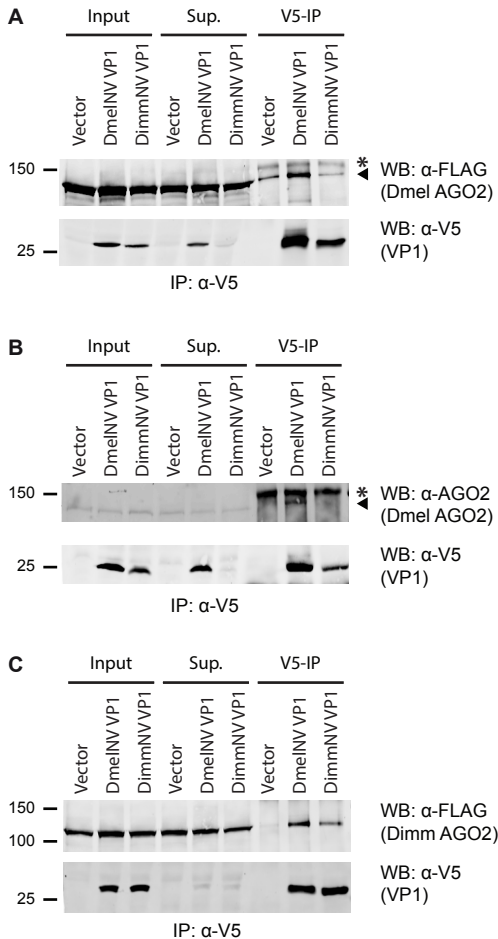 A
Input Sup. V5-IP
Vector DmelNV VP1 DimmNV VP1 Vector DmelNV VP1 DimmNV VP1 Vector DmelNV VP1 DimmNV VP1
150
*
WB: α-FLAG
(Dmel AGO2)
25
WB: α-V5
(VP1)
IP: α-V5
B
Input Sup. V5-IP
Vector DmelNV VP1 DimmNV VP1 Vector DmelNV VP1 DimmNV VP1 Vector DmelNV VP1 DimmNV VP1
150
*
WB: α-AGO2
(Dmel AGO2)
25
WB: α-V5
(VP1)
IP: α-V5
C
Input Sup. V5-IP
Vector DmelNV VP1 DimmNV VP1 Vector DmelNV VP1 DimmNV VP1 Vector DmelNV VP1 DimmNV VP1
150
WB: α-FLAG
100
(Dimm AGO2)
WB: α-V5
25
(VP1)
IP: α-V5